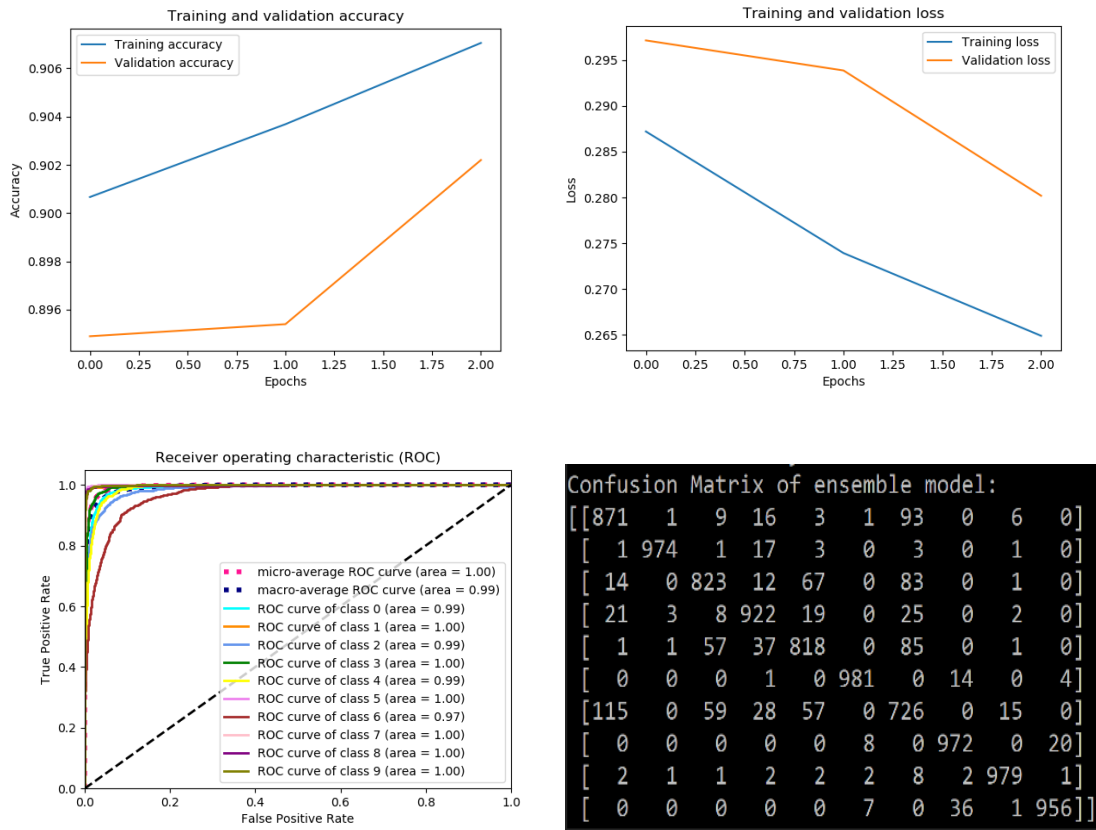 Training and validation accuracy
Training accuracy
Validation accuracy
0.906
0.904
0.902
0.900
0.898
0.896
Accuracy
0.00 0.25 0.50 0.75 1.00 1.25 1.50 1.75 2.00
Epochs
Training and validation loss
Training loss
Validation loss
0.295
0.290
0.285
0.280
0.275
0.270
0.265
Loss
0.00 0.25 0.50 0.75 1.00 1.25 1.50 1.75 2.00
Epochs
Receiver operating characteristic (ROC)
1.0
0.8
0.6
0.4
0.2
0.0
True Positive Rate
micro-average ROC curve (area = 1.00)
macro-average ROC curve (area = 0.99)
ROC curve of class 0 (area = 0.99)
ROC curve of class 1 (area = 1.00)
ROC curve of class 2 (area = 0.99)
ROC curve of class 3 (area = 1.00)
ROC curve of class 4 (area = 0.99)
ROC curve of class 5 (area = 1.00)
ROC curve of class 6 (area = 0.97)
ROC curve of class 7 (area = 1.00)
ROC curve of class 8 (area = 1.00)
ROC curve of class 9 (area = 1.00)
0.0 0.2 0.4 0.6 0.8 1.0
False Positive Rate
Confusion Matrix of ensemble model:
[[871 1 9 16 3 1 93 0 6 0]
[ 1 974 1 17 3 0 3 0 1 0]
[ 14 0 823 12 67 0 83 0 1 0]
[ 21 3 8 922 19 0 25 0 2 0]
[ 1 1 57 37 818 0 85 0 1 0]
[ 0 0 0 1 0 981 0 14 0 4]
[115 0 59 28 57 0 726 0 15 0]
[ 0 0 0 0 0 8 0 972 0 20]
[ 2 1 1 2 2 2 8 2 979 1]
[ 0 0 0 0 0 7 0 36 1 956]]